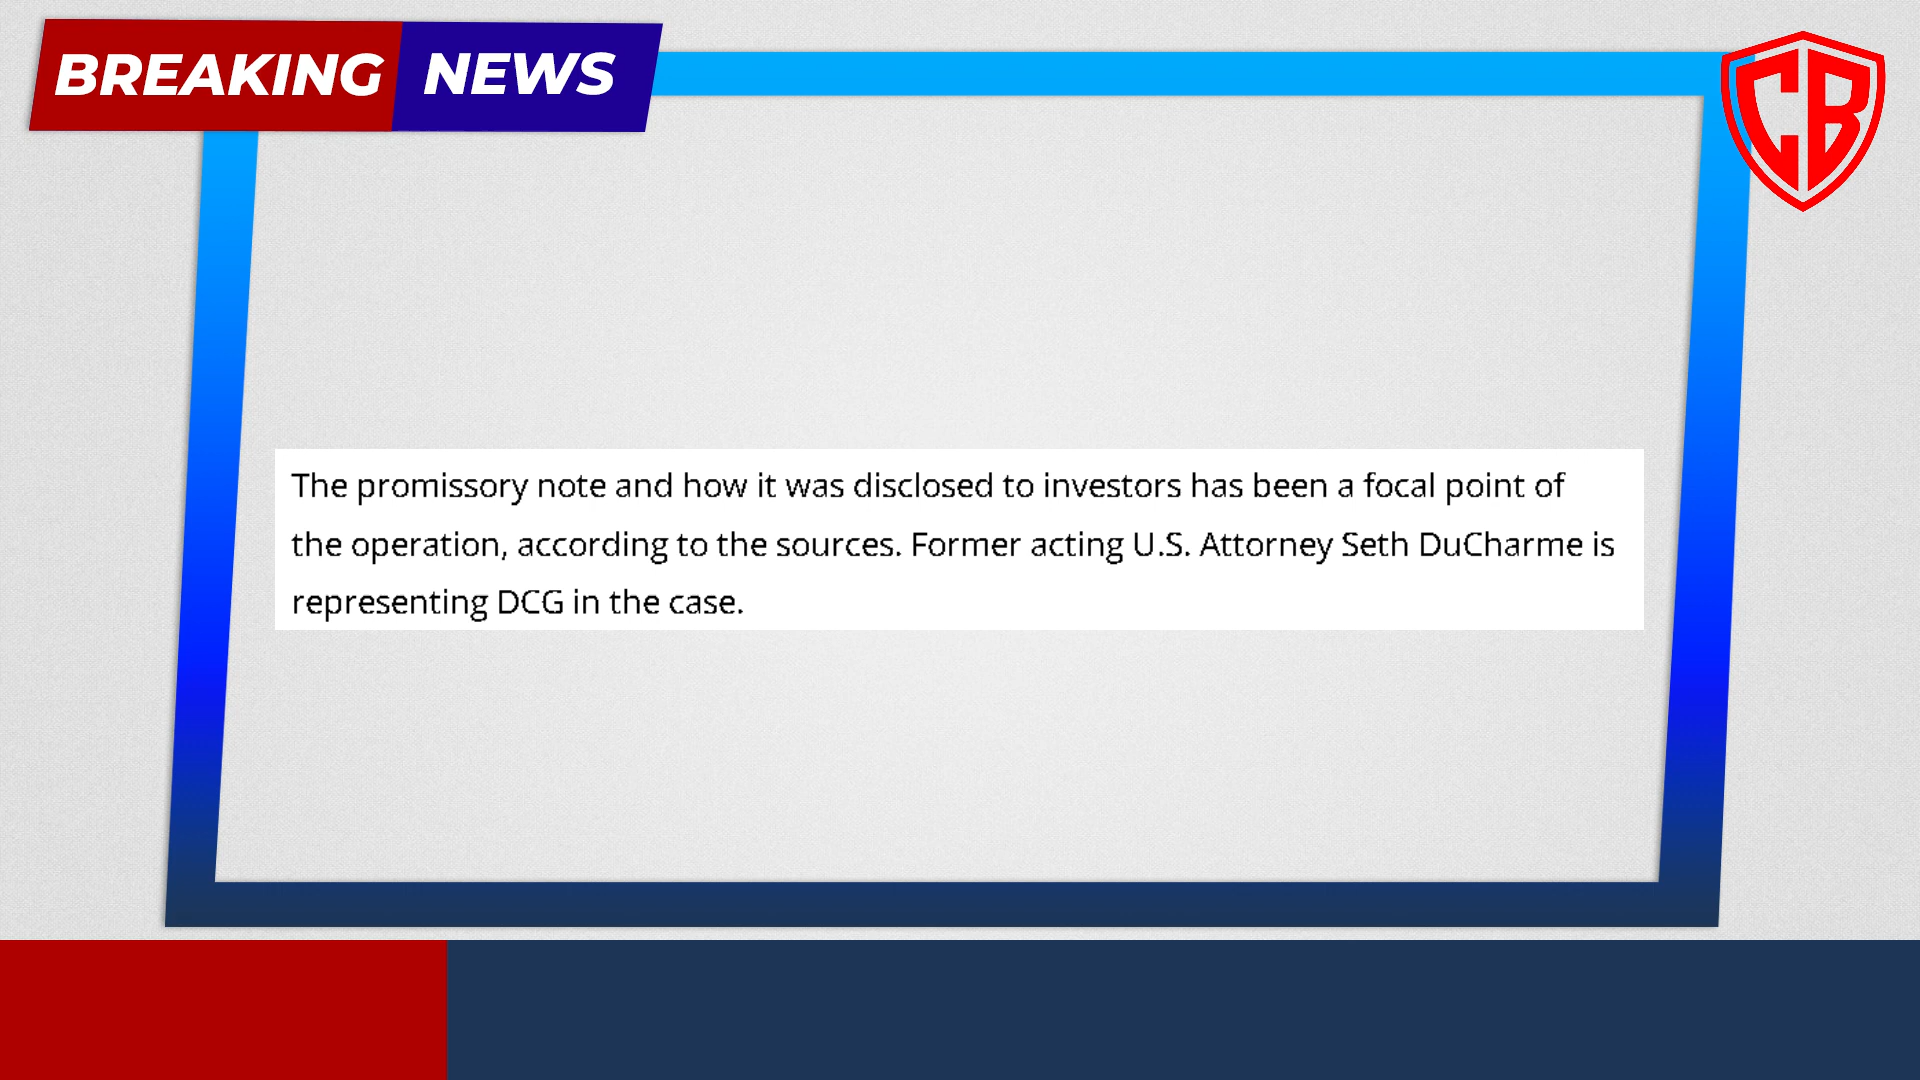 BREAKING NEWS
CB
The promissory note and how it was disclosed to investors has been a focal point of
the operation, according to the sources. Former acting U.S. Attorney Seth DuCharme is
representing DCG in the case.